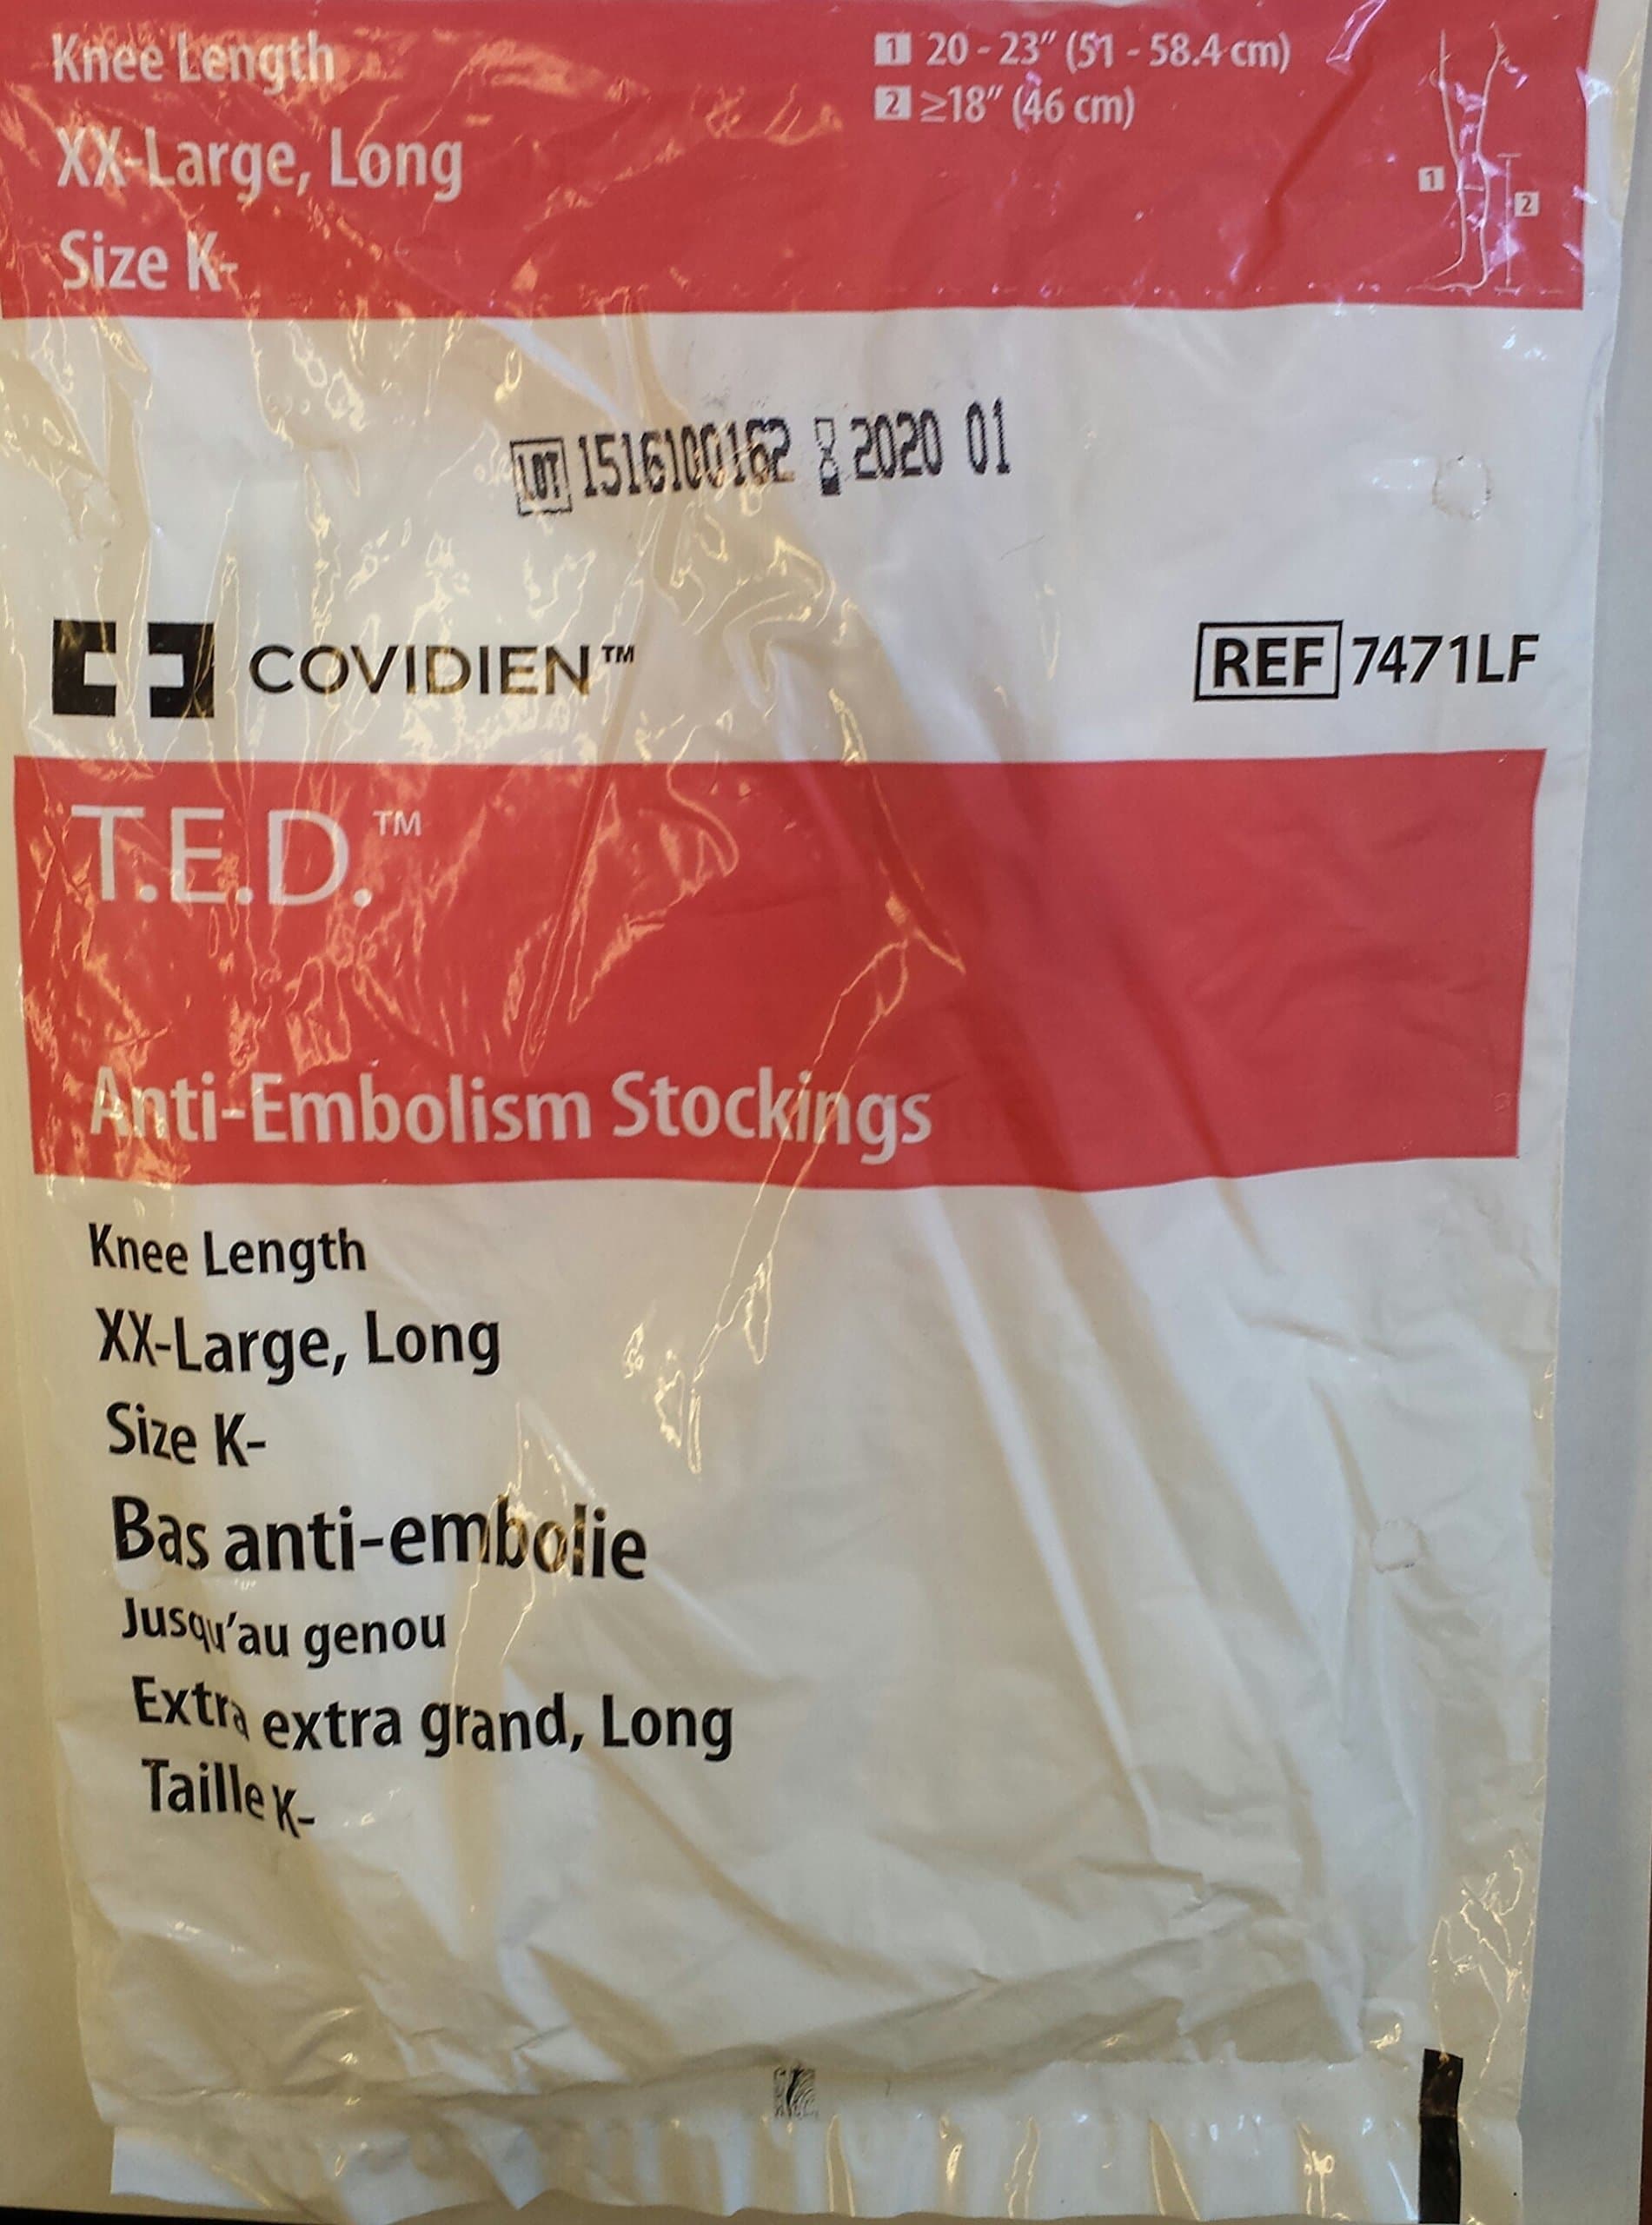 Knee Length
XX-Large, Long
Size K-
1 20 - 23" (51 - 58.4 cm)
2 ≥18" (46 cm)
1
2
LOT 1516100162 2020 01
COVIDIEN™
REF 7471LF
T.E.D.™
Anti-Embolism Stockings
Knee Length
XX-Large, Long
Size K-
Bas anti-embolie
Jusqu'au genou
Extra extra grand, Long
Taille K-